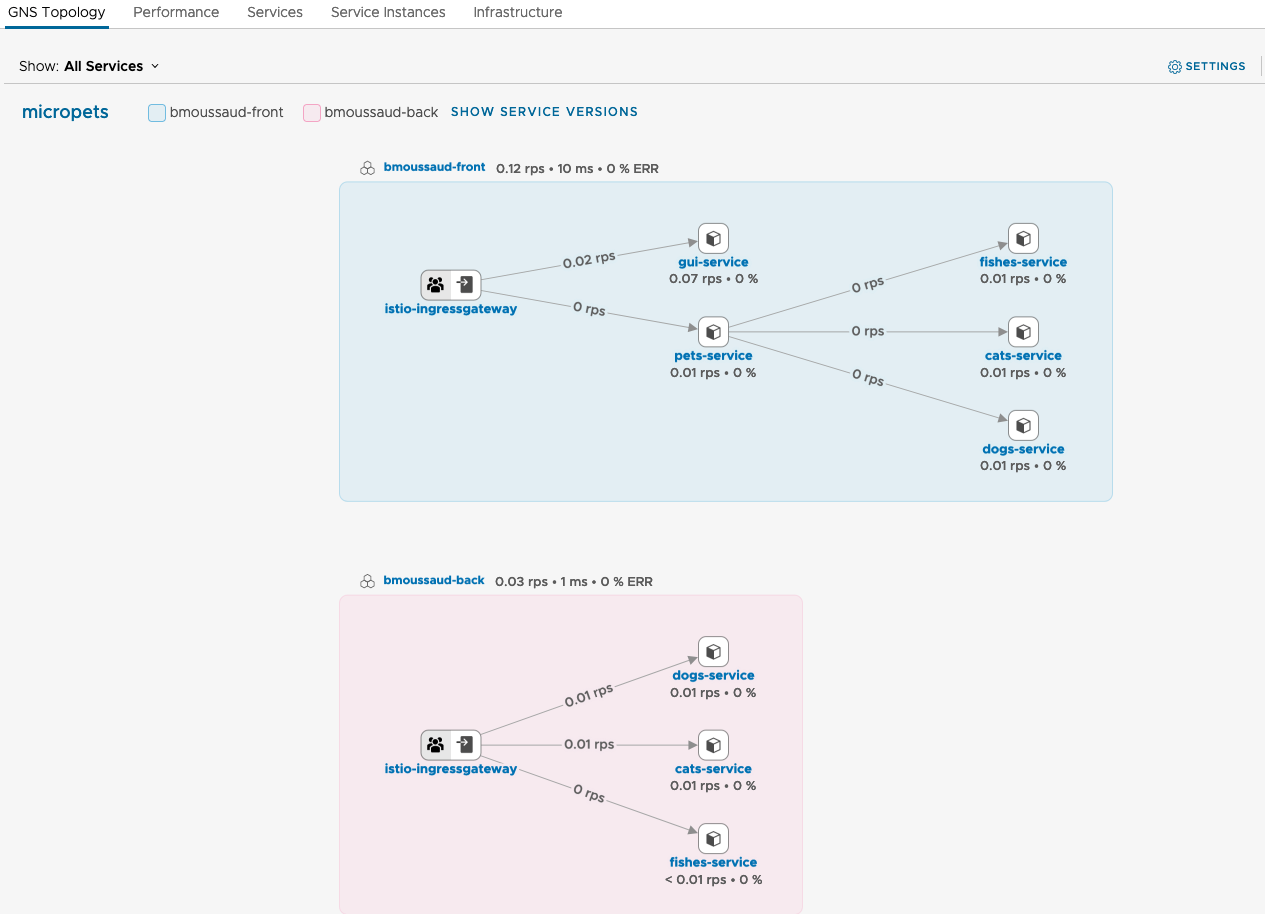 GNS Topology Performance Services Service Instances Infrastructure
Show: All Services SETTINGS
micropets bmoussaud-front bmoussaud-back SHOW SERVICE VERSIONS
bmoussaud-front 0.12 rps • 10 ms • 0 % ERR
0.02 rps
gui-service
0.07 rps • 0 %
istio-ingressgateway
0 rps
pets-service
0.01 rps • 0 %
0 rps
fishes-service
0.01 rps • 0 %
0 rps
cats-service
0.01 rps • 0 %
0 rps
dogs-service
0.01 rps • 0 %
bmoussaud-back 0.03 rps • 1 ms • 0 % ERR
0.01 rps
dogs-service
0.01 rps • 0 %
istio-ingressgateway
0.01 rps
cats-service
0.01 rps • 0 %
0 rps
fishes-service
< 0.01 rps • 0 %